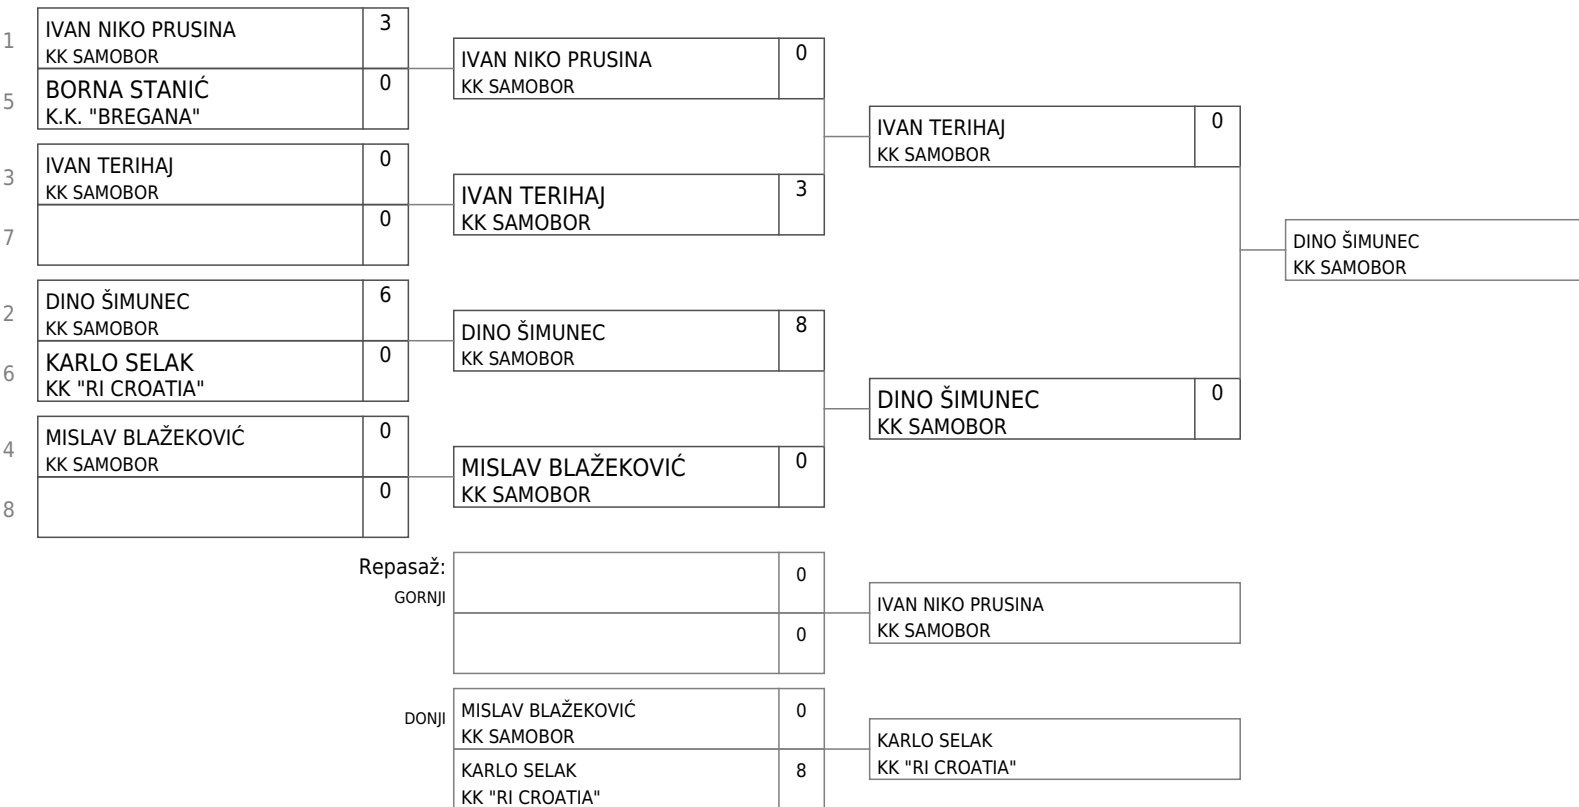 1
IVAN NIKO PRUSINA
KK SAMOBOR
3
5
BORNA STANIĆ
K.K. "BREGANA"
0
3
IVAN TERIHAJ
KK SAMOBOR
0
7
0
2
DINO ŠIMUNEC
KK SAMOBOR
6
6
KARLO SELAK
KK "RI CROATIA"
0
4
MISLAV BLAŽEKOVIĆ
KK SAMOBOR
0
8
0
IVAN NIKO PRUSINA
KK SAMOBOR
0
IVAN TERIHAJ
KK SAMOBOR
3
DINO ŠIMUNEC
KK SAMOBOR
8
MISLAV BLAŽEKOVIĆ
KK SAMOBOR
0
IVAN TERIHAJ
KK SAMOBOR
0
DINO ŠIMUNEC
KK SAMOBOR
0
DINO ŠIMUNEC
KK SAMOBOR
Repasaž:
GORNJI
0
0
IVAN NIKO PRUSINA
KK SAMOBOR
DONJI
MISLAV BLAŽEKOVIĆ
KK SAMOBOR
0
KARLO SELAK
KK "RI CROATIA"
8
KARLO SELAK
KK "RI CROATIA"